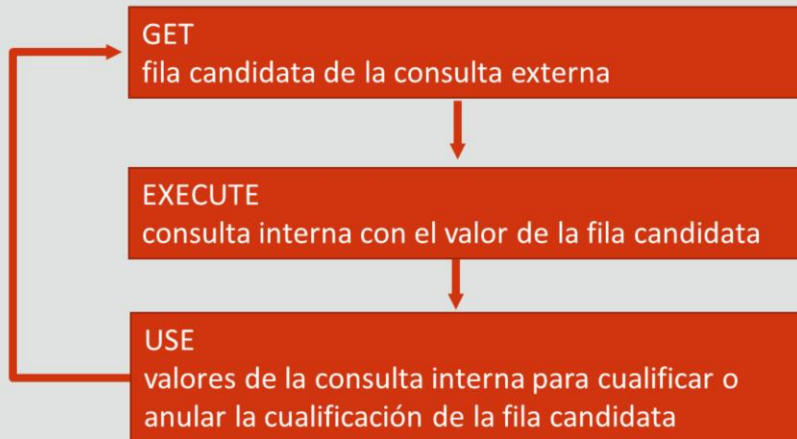 GET
fila candidata de la consulta externa
EXECUTE
consulta interna con el valor de la fila candidata
USE
valores de la consulta interna para cualificar o
anular la cualificación de la fila candidata